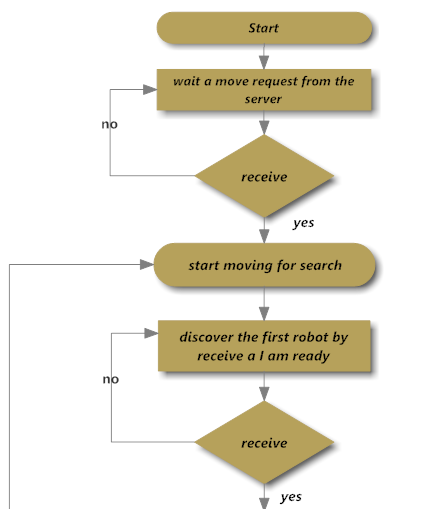 Start
wait a move request from the
server
no
receive
yes
start moving for search
discover the first robot by
receive a I am ready
no
receive
yes